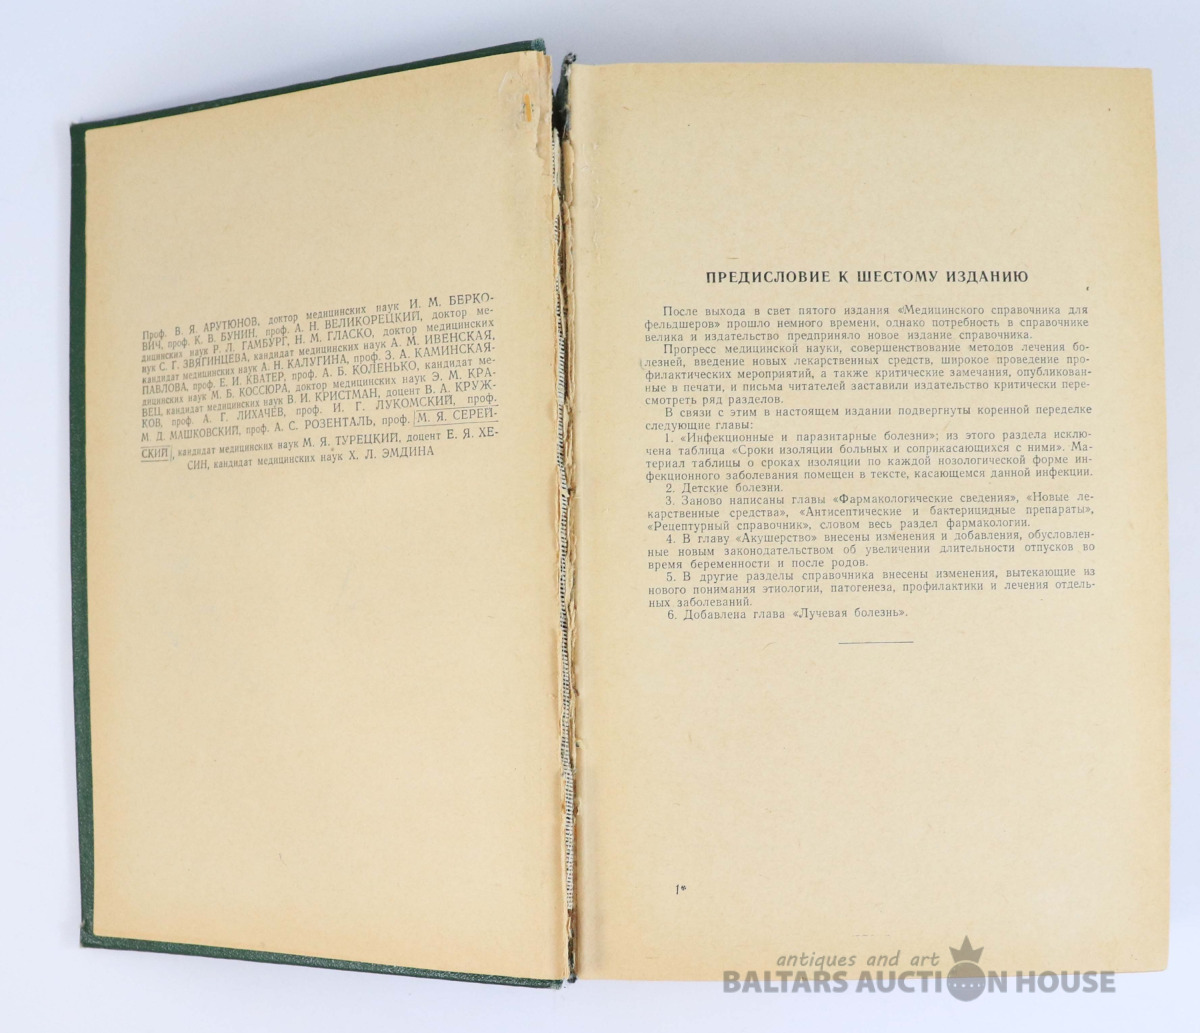 Проф. В. Я. АРУТЮНОВ, доктор медицинских наук И. М. БЕРКО-
ВИЧ, проф. К. В. БУНИН, проф. А. Н. ВЕЛИКОРЕЦКИЙ, доктор ме-
дицинских наук Р. Л. ГАМБУРГ, Н. М. ГЛАСКО, доктор медицинских
наук С. Г. ЗВЯГИНЦЕВА, кандидат медицинских наук А. М. ИВЕНСКАЯ,
кандидат медицинских наук А. Н. КАЛУГИНА, проф. З. А. КАМИНСКАЯ-
ПАВЛОВА, проф. Е. И. КВАТЕР, проф. А. Б. КОЛЕНЬКО, кандидат ме-
дицинских наук М. Б. КОССЮРА, доктор медицинских наук Э. М. КРА-
ВЕЦ, кандидат медицинских наук В. И. КРИСТМАН, доцент В. А. КРУЖ-
КОВ, проф. А. Г. ЛИХАЧЕВ, проф. И. Г. ЛУКОМСКИЙ, проф.
М. Д. МАШКОВСКИЙ, проф. А. С. РОЗЕНТАЛЬ, проф. М. Я. СЕРЕЙ-
СКИЙ, кандидат медицинских наук М. Я. ТУРЕЦКИЙ, доцент Е. Я. ХЕ-
СИН, кандидат медицинских наук Х. Л. ЭМДИНА
ПРЕДИСЛОВИЕ К ШЕСТОМУ ИЗДАНИЮ
После выхода в свет пятого издания «Медицинского справочника для
фельдшеров» прошло немного времени, однако потребность в справочнике
велика и издательство предприняло новое издание справочника.
Прогресс медицинской науки, совершенствование методов лечения бо-
лезней, введение новых лекарственных средств, широкое проведение про-
филактических мероприятий, а также критические замечания, опубликован-
ные в печати, и письма читателей заставили издательство критически пере-
смотреть ряд разделов.
В связи с этим в настоящем издании подвергнуты коренной переделке
следующие главы:
1. «Инфекционные и паразитарные болезни»; из этого раздела исклю-
чена таблица «Сроки изоляции больных и соприкасающихся с ними». Ма-
териал таблицы о сроках изоляции по каждой нозологической форме ин-
фекционного заболевания помещен в тексте, касающемся данной инфекции.
2. Детские болезни.
3. Заново написаны главы «Фармакологические сведения», «Новые ле-
карственные средства», «Антисептические и бактерицидные препараты»,
«Рецептурный справочник», словом весь раздел фармакологии.
4. В главу «Акушерство» внесены изменения и добавления, обусловлен-
ные новым законодательством об увеличении длительности отпусков во
время беременности и после родов.
5. В другие разделы справочника внесены изменения, вытекающие из
нового понимания этиологии, патогенеза, профилактики и лечения отдель-
ных заболеваний.
6. Добавлена глава «Лучевая болезнь».
1*
antiques and art
BALTARS AUCTION HOUSE